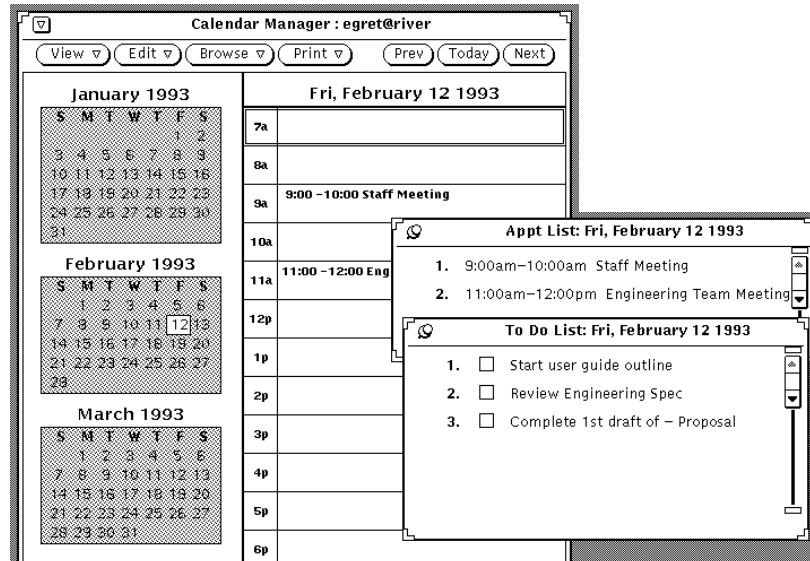 Calendar Manager : egret@river
View Edit Browse Print Prev Today Next
January 1993
S M T W T F S
1 2
3 4 5 6 7 8 9
10 11 12 13 14 15 16
17 18 19 20 21 22 23
24 25 26 27 28 29 30
31
February 1993
S M T W T F S
1 2 3 4 5 6
7 8 9 10 11 12 13
14 15 16 17 18 19 20
21 22 23 24 25 26 27
28
March 1993
S M T W T F S
1 2 3 4 5 6
7 8 9 10 11 12 13
14 15 16 17 18 19 20
21 22 23 24 25 26 27
28 29 30 31
Fri, February 12 1993
7a
8a
9a 9:00 -10:00 Staff Meeting
10a
11a 11:00 -12:00 Eng
12p
1p
2p
3p
4p
5p
6p
Appt List: Fri, February 12 1993
1. 9:00am-10:00am Staff Meeting
2. 11:00am-12:00pm Engineering Team Meeting
To Do List: Fri, February 12 1993
1. Start user guide outline
2. Review Engineering Spec
3. Complete 1st draft of - Proposal